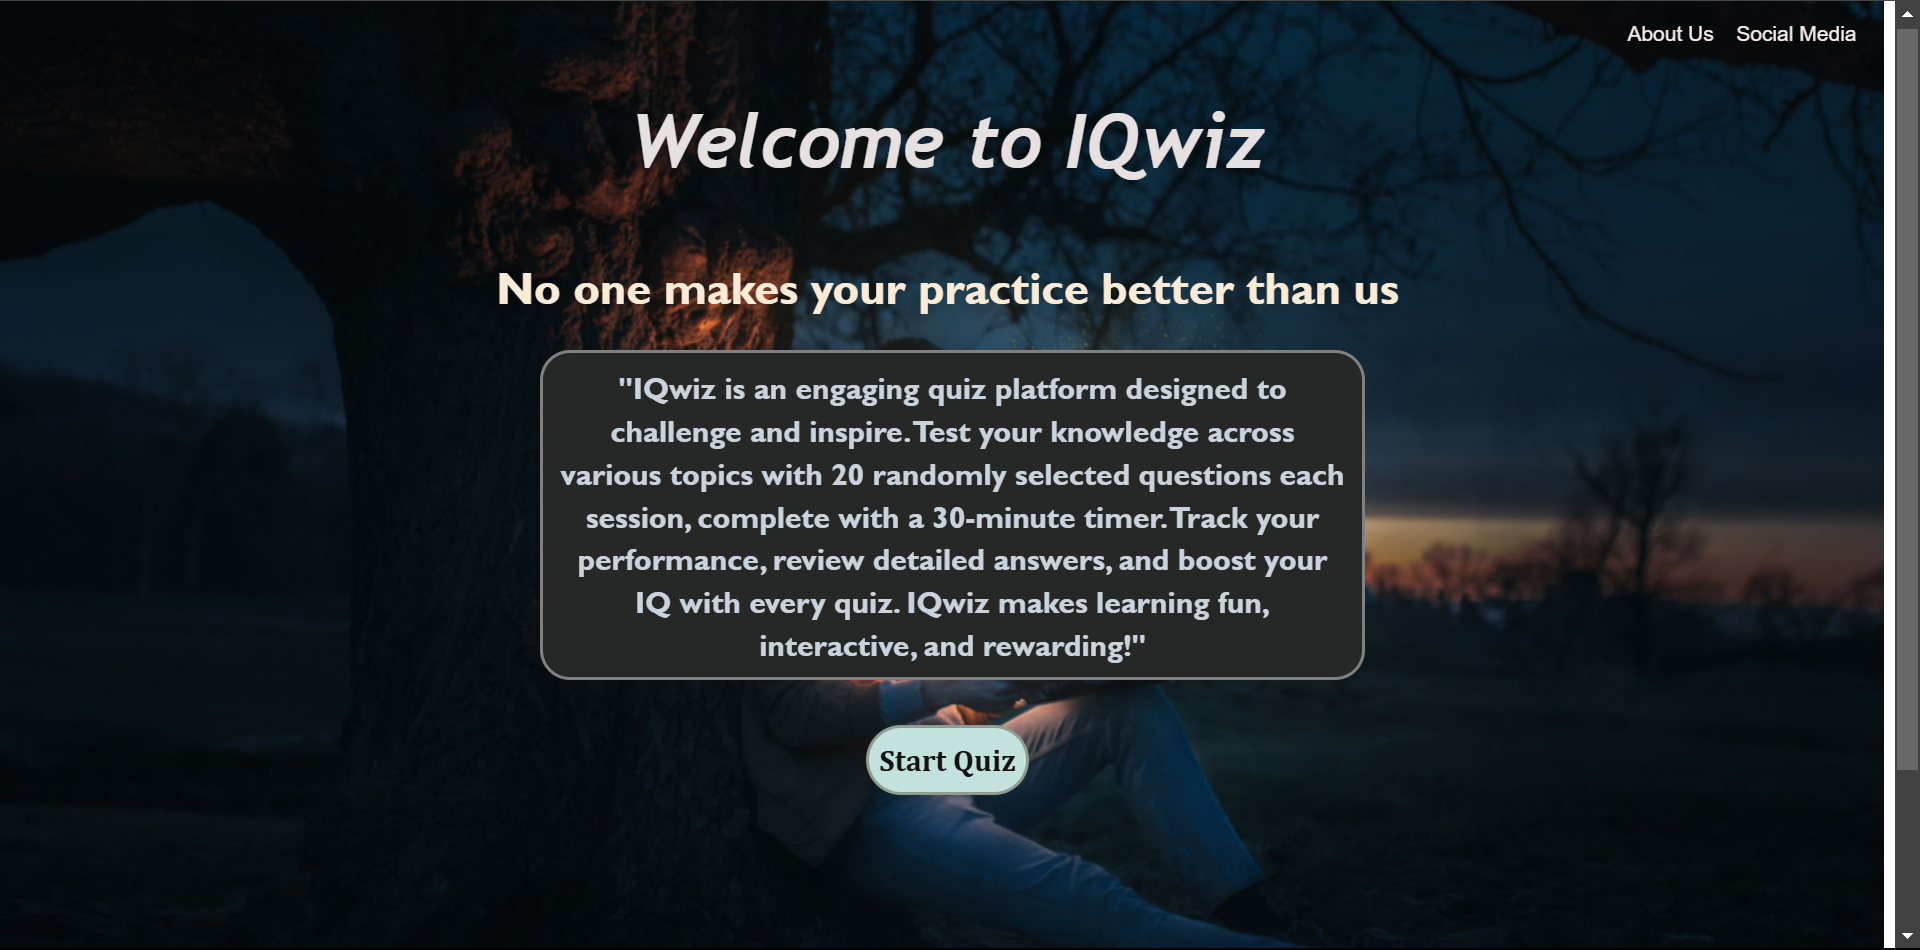 About Us Social Media
Welcome to IQwiz
No one makes your practice better than us
"IQwiz is an engaging quiz platform designed to
challenge and inspire. Test your knowledge across
various topics with 20 randomly selected questions each
session, complete with a 30-minute timer. Track your
performance, review detailed answers, and boost your
IQ with every quiz. IQwiz makes learning fun,
interactive, and rewarding!"
Start Quiz